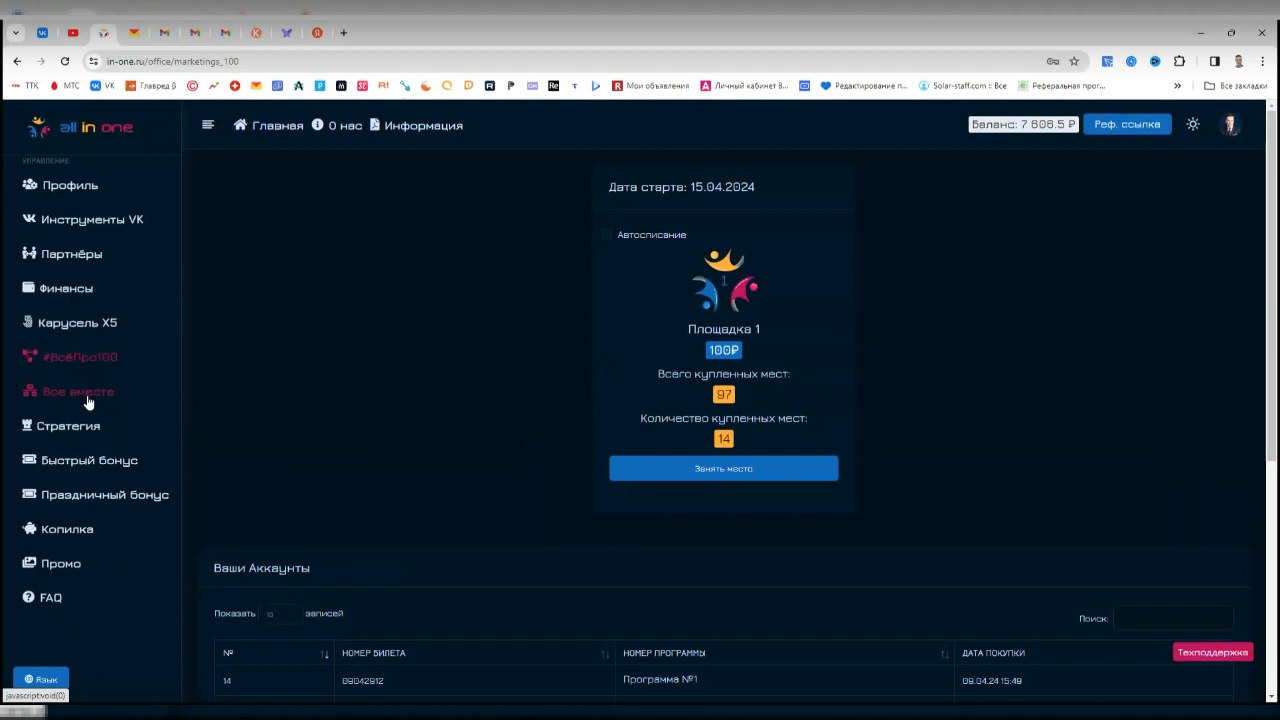 in-one.ru/office/marketings_100
ТТК
МТС
VK
Главред β
Мои объявления
Личный кабинет В...
Редактирование п...
Solar-staff.com :: Все
Реферальная прог...
Все закладки
all in one
Главная
О нас
Информация
Баланс: 7 606.5 ₽
Реф. ссылка
УПРАВЛЕНИЕ
Профиль
Инструменты VK
Партнёры
Финансы
Карусель X5
#ВсёПро100
Все вместе
Стратегия
Быстрый бонус
Праздничный бонус
Копилка
Промо
FAQ
Язык
javascript:void(0)
Дата старта: 15.04.2024
Автосписание
1
Площадка 1
100₽
Всего купленных мест:
97
Количество купленных мест:
14
Занять место
Ваши Аккаунты
Показать 10 записей
Поиск:
№ НОМЕР БИЛЕТА НОМЕР ПРОГРАММЫ ДАТА ПОКУПКИ
Техподдержка
14 09042912 Программа №1 09.04.24 15:49